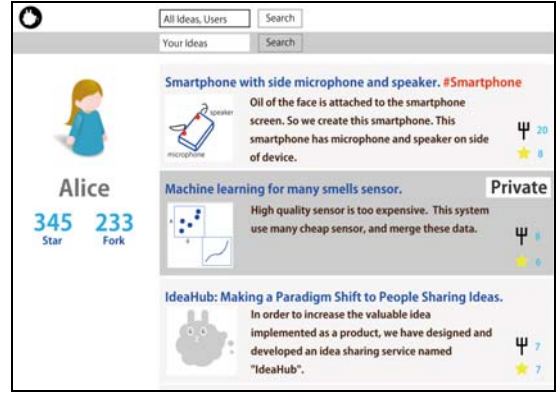 All Ideas, Users Search
Your Ideas Search
Smartphone with side microphone and speaker. #Smartphone
Oil of the face is attached to the smartphone
screen. So we create this smartphone. This
smartphone has microphone and speaker on side
of device.
speaker
microphone
20
8
Alice
345 233
Star Fork
Machine learning for many smells sensor. Private
High quality sensor is too expensive. This system
use many cheap sensor, and merge these data.
IdeaHub: Making a Paradigm Shift to People Sharing Ideas.
In order to increase the valuable idea
implemented as a product, we have designed and
developed an idea sharing service named
"IdeaHub".
7
7